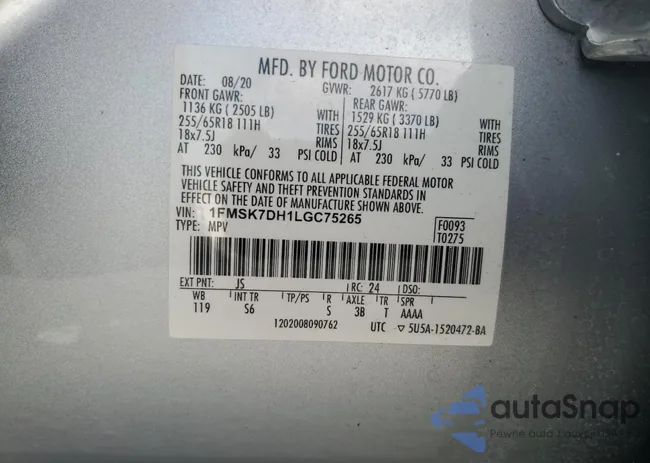 MFD. BY FORD MOTOR CO.
DATE: 08/20 GVWR: 2617 KG ( 5770 LB)
FRONT GAWR: REAR GAWR:
1136 KG ( 2505 LB) WITH 1529 KG ( 3370 LB) WITH
255/65R18 111H TIRES 255/65R18 111H TIRES
18x7.5J RIMS 18x7.5J RIMS
AT 230 kPa/ 33 PSI COLD AT 230 kPa/ 33 PSI COLD
THIS VEHICLE CONFORMS TO ALL APPLICABLE FEDERAL MOTOR
VEHICLE SAFETY AND THEFT PREVENTION STANDARDS IN
EFFECT ON THE DATE OF MANUFACTURE SHOWN ABOVE.
VIN: 1FMSK7DH1LGC75265 F0093
TYPE: MPV T0275
EXT PNT: JS RC: 24 DSO:
WB INT TR TP/PS R AXLE TR SPR
119 S6 S 3B T AAAA
1202008090762 UTC ▽ 5U5A-1520472-BA
autaSnap